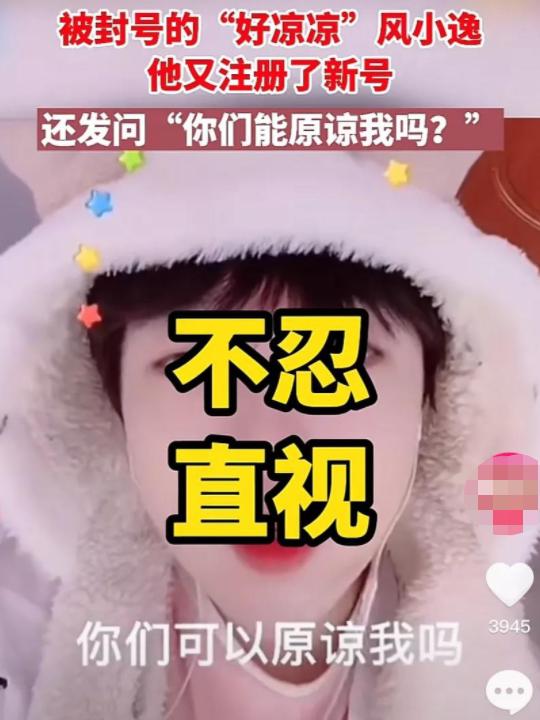 被封号的“好凉凉”风小逸
他又注册了新号
还发问“你们能原谅我吗？”
不忍
直视
你们可以原谅我吗
3945